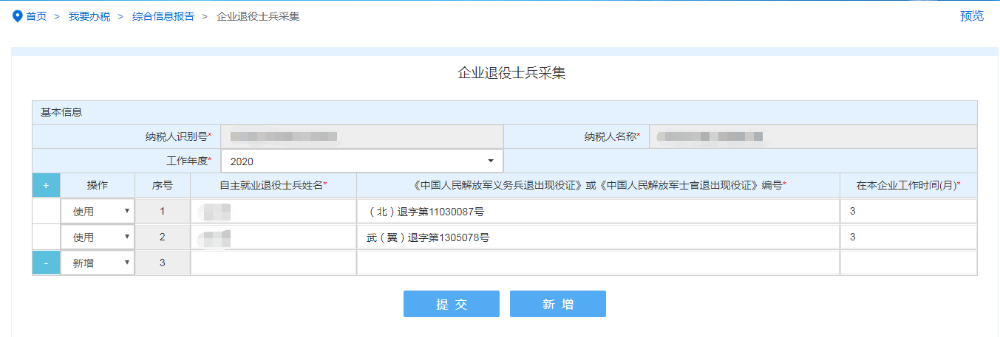 首页 > 我要办税 > 综合信息报告 > 企业退役士兵采集 预览
企业退役士兵采集
基本信息
纳税人识别号* 纳税人名称*
工作年度* 2020
+ 操作 序号 自主就业退役士兵姓名* 《中国人民解放军义务兵退出现役证》或《中国人民解放军士官退出现役证》编号* 在本企业工作时间(月)*
使用 1 （北）退字第11030087号 3
使用 2 武（翼）退字第1305078号 3
- 新增 3
提 交 新 增